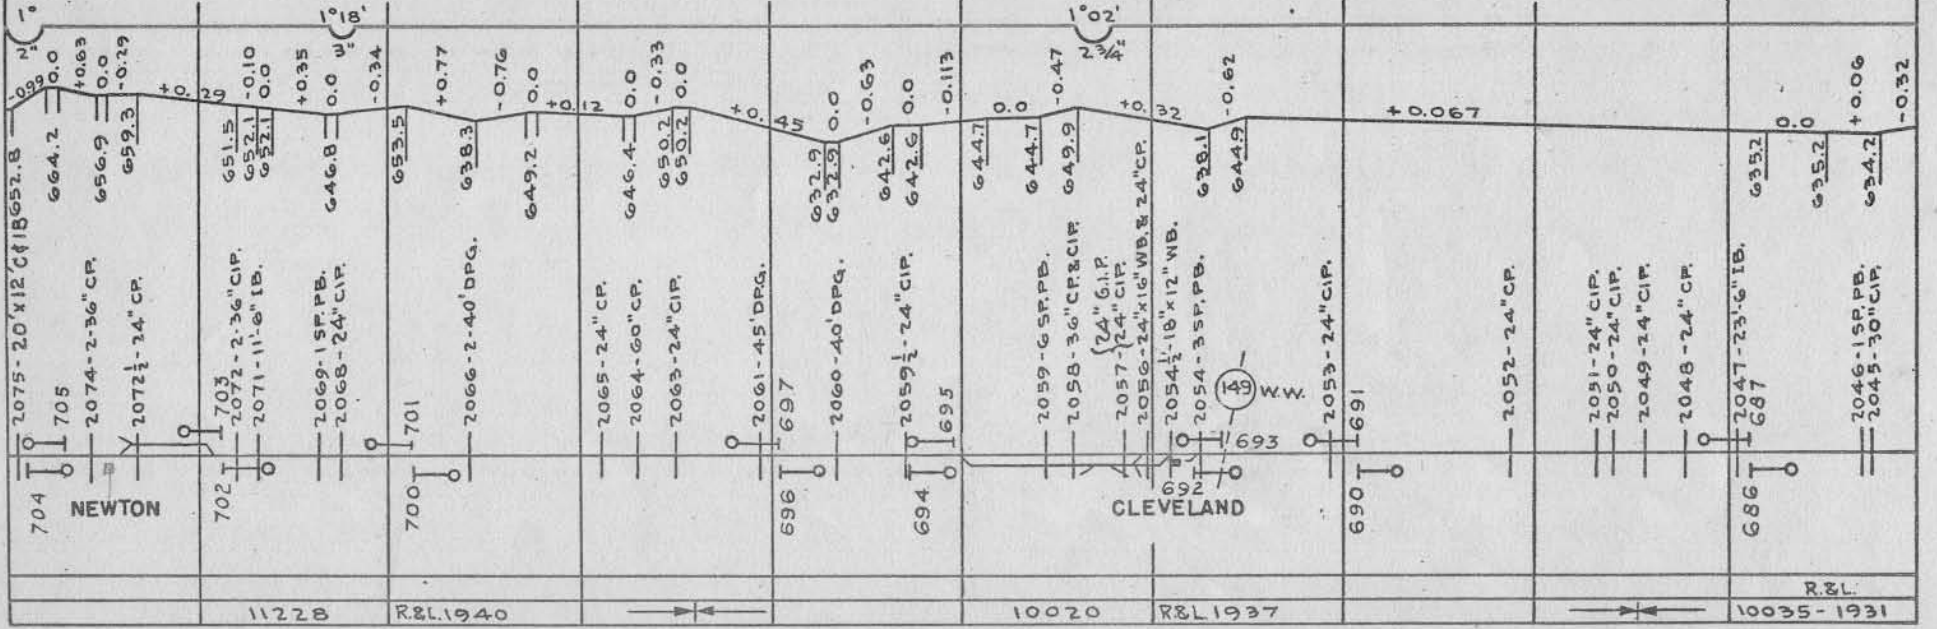 1° 1°18' 1°02'
2" 3" 2¾"
-0.99 0.0 +0.63 0.0 -0.29 +0.29 -0.10 0.0 +0.35 0.0 -0.34 +0.77 -0.76 0.0 +0.12 0.0 -0.33 0.0 +0.45 0.0 -0.63 0.0 -0.113 0.0 -0.47 +0.32 -0.62 +0.067 0.0 +0.06 -0.32
652.8 664.2 656.9 659.3 651.5 652.1 652.1 646.8 653.5 638.3 649.2 646.4 650.2 650.2 632.9 632.9 642.6 642.6 644.7 644.7 649.9 638.1 644.9 635.2 635.2 634.2
2075-20'x12'C&IB
2074-2-36"CP.
2072½-24"CP.
2072-2-36"CIP.
2071-11'-6"IB.
2069-1SP.PB.
2068-24"CIP.
2066-2-40'DPG.
2065-24"CP.
2064-60"CP.
2063-24"CIP.
2061-45'DPG.
2060-40'DPG.
2059½-24"CIP.
2059-6SP.PB.
2058-36"CP.&CIP.
2057-{24"G.I.P. 24"CIP.
2056-24"x16"WB.&24"CP.
2054½-18"x12"WB.
2054-3SP.PB.
149 W.W.
2053-24"CIP.
2052-24"CP.
2051-24"CIP.
2050-24"CIP.
2049-24"CIP.
2048-24"CP.
2047-23'-6"IB.
2046-1SP.PB.
2045-30"CIP.
705 703 701 697 695 693 691 687
704 702 700 696 694 692 690 686
NEWTON CLEVELAND
R.&L.
11228 R.&L.1940 10020 R&L1937 10035-1931